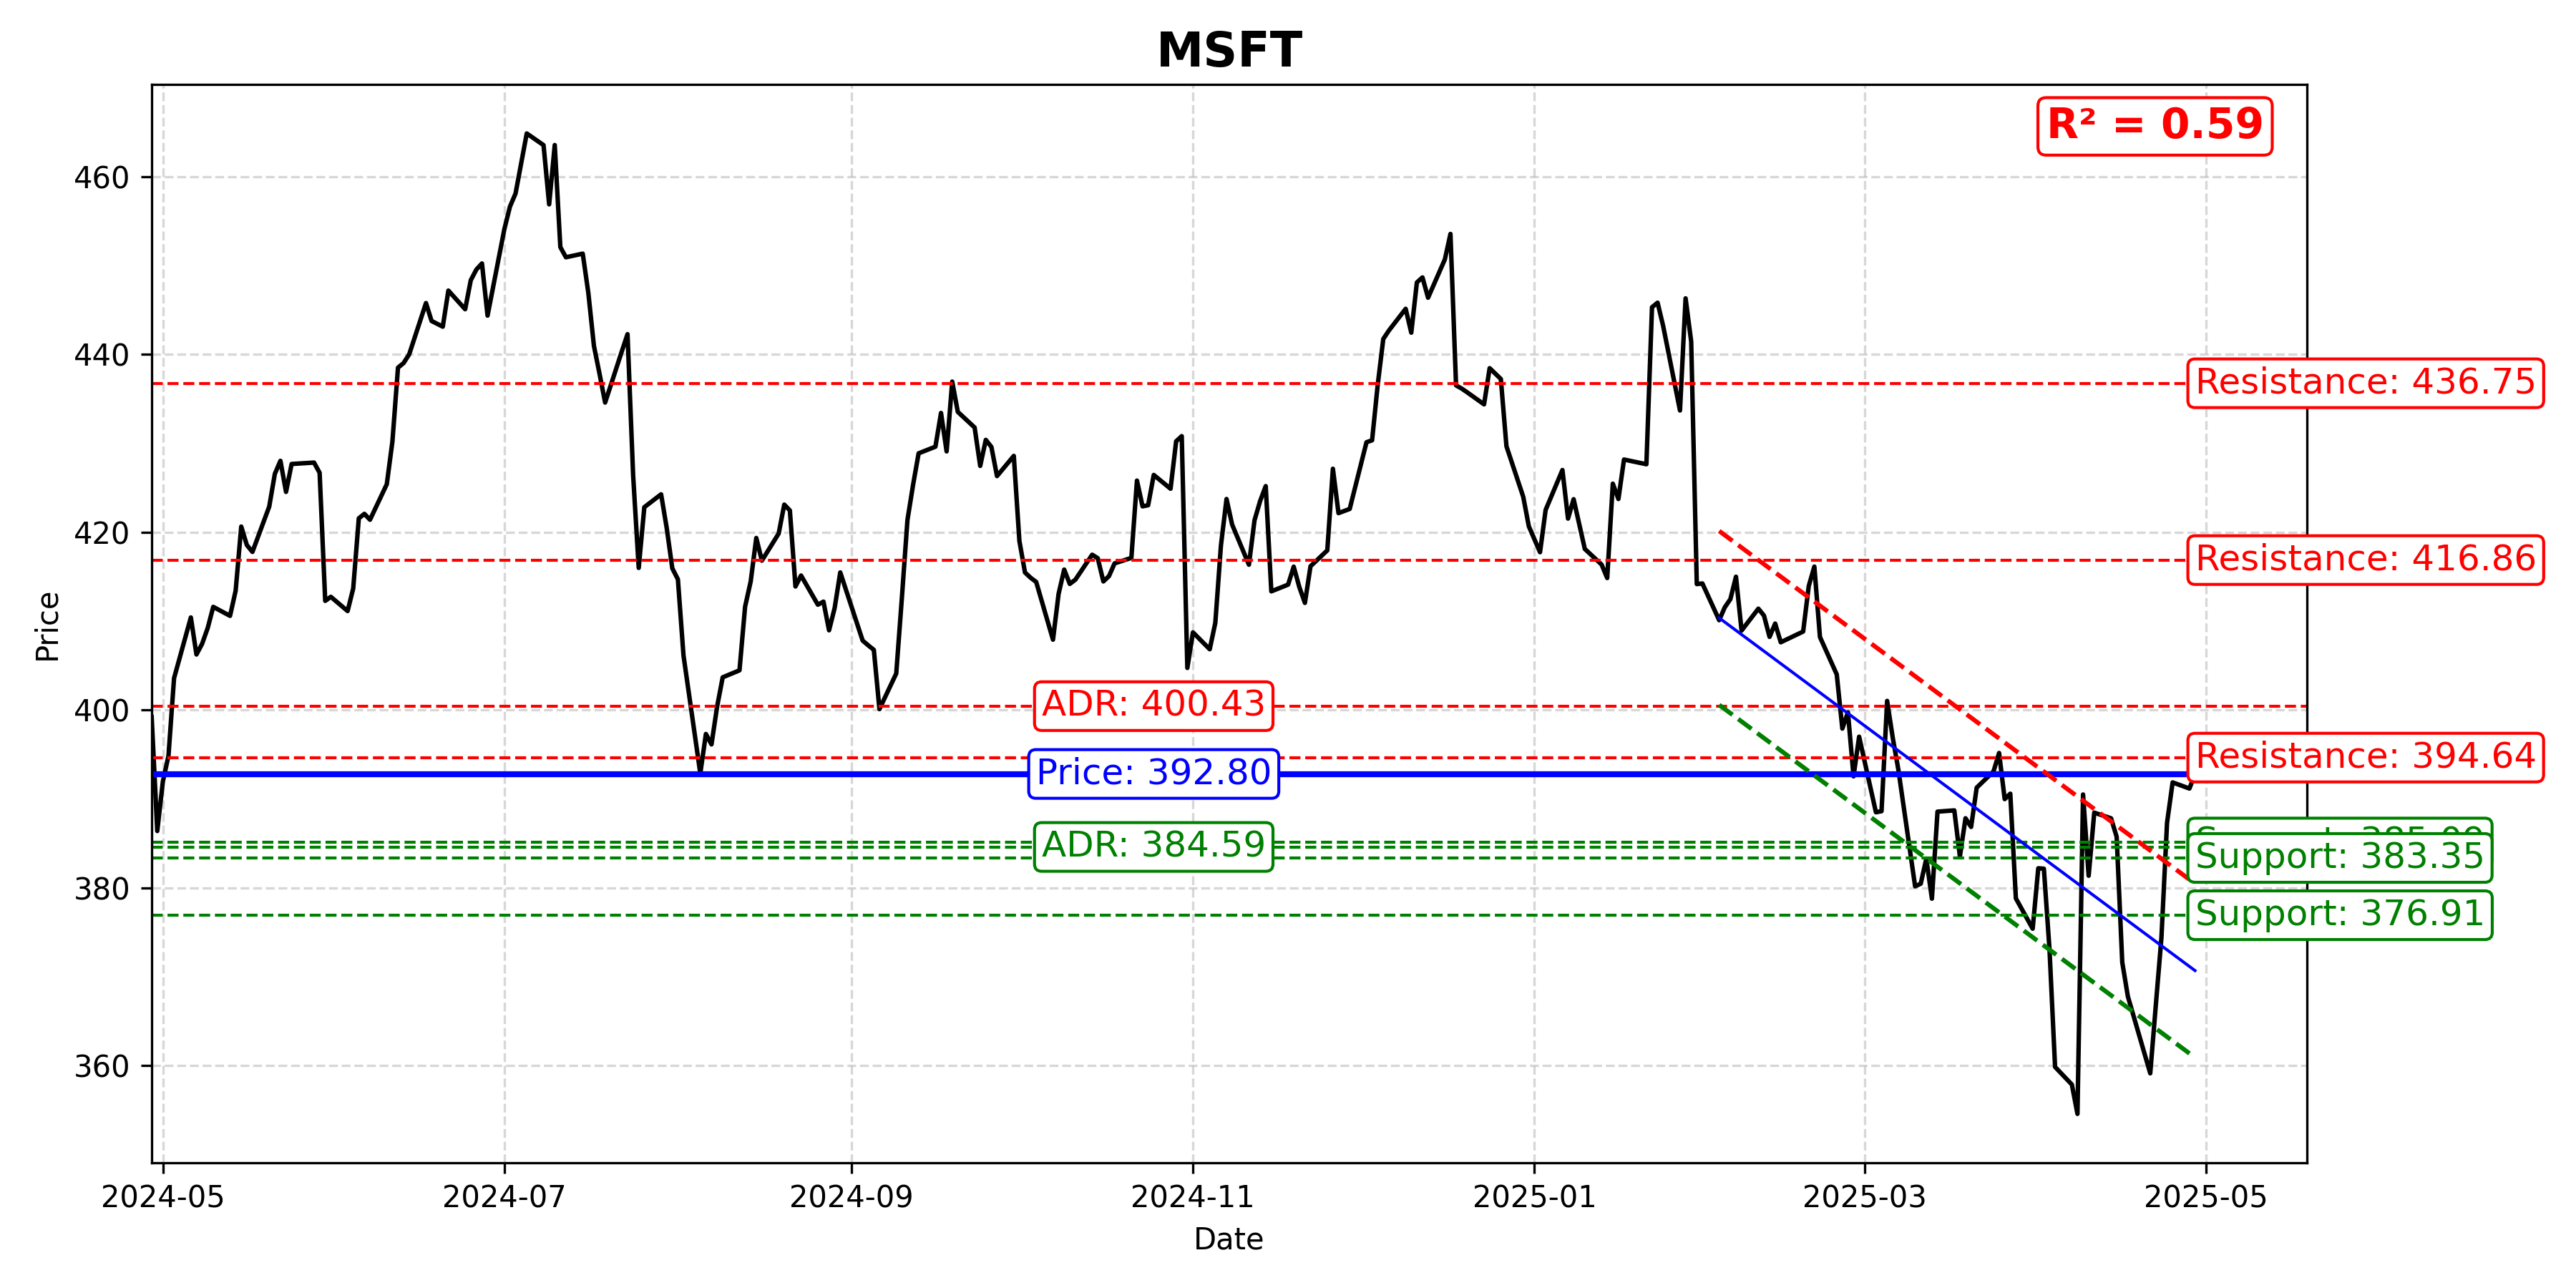 MSFT
R² = 0.59
460
440
420
400
380
360
Price
Resistance: 436.75
Resistance: 416.86
ADR: 400.43
Resistance: 394.64
Price: 392.80
ADR: 384.59
Support: 383.35
Support: 376.91
2024-05
2024-07
2024-09
2024-11
2025-01
2025-03
2025-05
Date